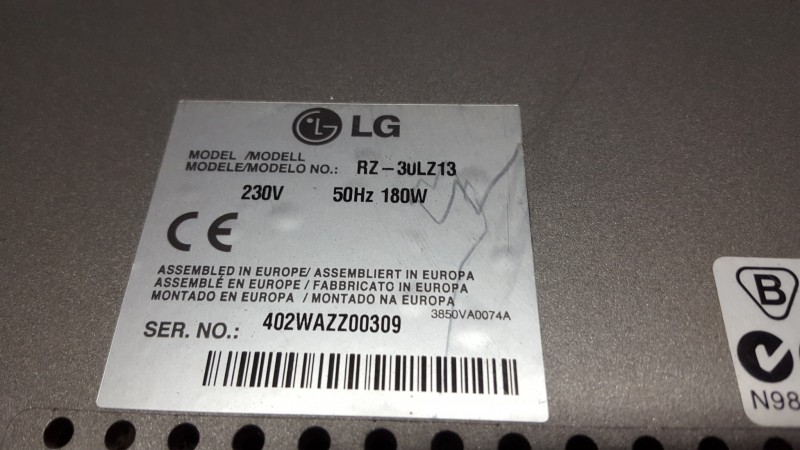 LG
MODEL /MODELL
MODELE/MODELO NO.: RZ-30LZ13
230V 50Hz 180W
CE
ASSEMBLED IN EUROPE/ ASSEMBLIERT IN EUROPA
ASSEMBLÉ EN EUROPE / FABBRICATO IN EUROPA
MONTADO EN EUROPA / MONTADO NA EUROPA
3850VA0074A
SER. NO.: 402WAZZ00309
B
N98